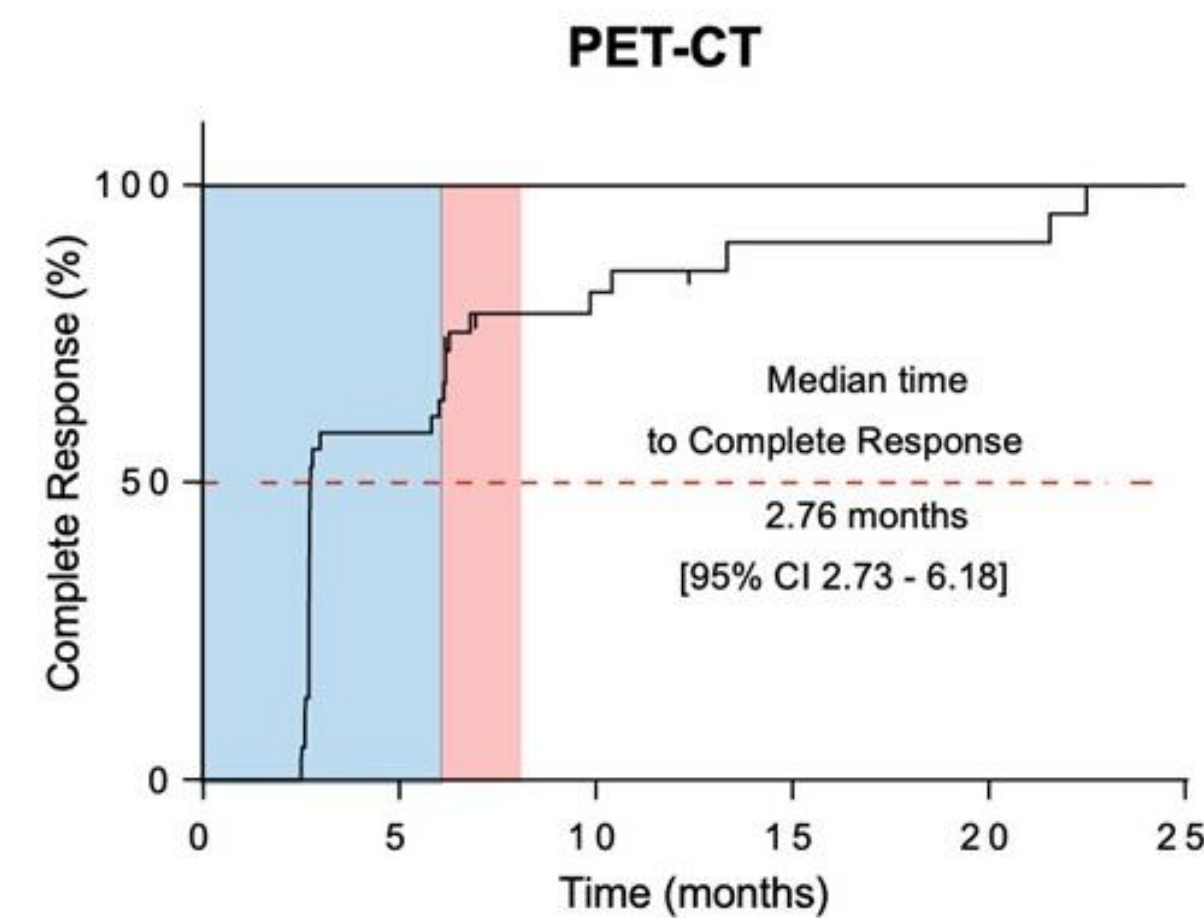 PET-CT
100
50
0
Complete Response (%)
Median time
to Complete Response
2.76 months
[95% CI 2.73 - 6.18]
0 5 10 15 20 25
Time (months)